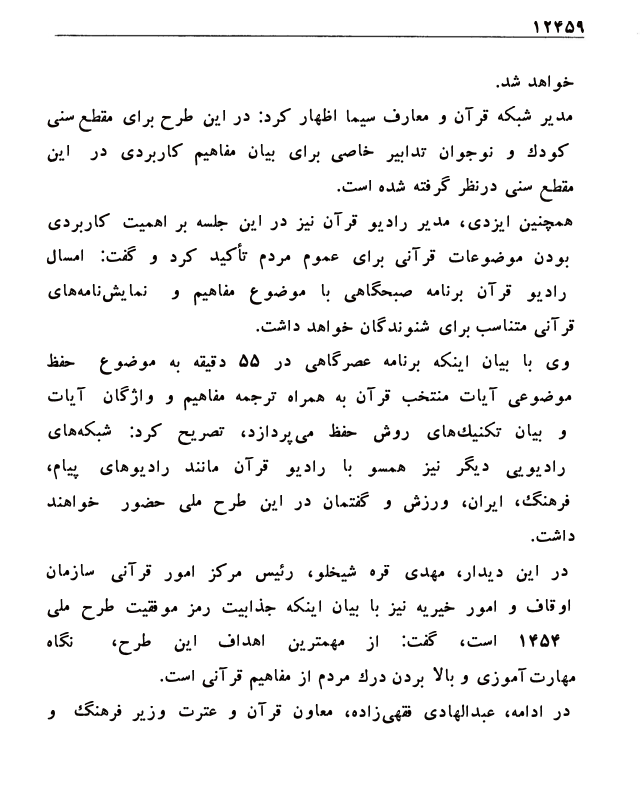 ۱۲۴۵۹
خواهد شد.
مدیر شبکه قرآن و معارف سیما اظهار کرد: در این طرح برای مقطع سنی
کودك و نوجوان تدابیر خاصی برای بیان مفاهیم کاربردی در این
مقطع سنی درنظر گرفته شده است.
همچنین ایزدی، مدیر رادیو قرآن نیز در این جلسه بر اهمیت کاربردی
بودن موضوعات قرآنی برای عموم مردم تأکید کرد و گفت: امسال
رادیو قرآن برنامه صبحگاهی با موضوع مفاهیم و نمایش‌نامه‌های
قرآنی متناسب برای شنوندگان خواهد داشت.
وی با بیان اینکه برنامه عصرگاهی در ۵۵ دقیقه به موضوع حفظ
موضوعی آیات منتخب قرآن به همراه ترجمه مفاهیم و واژگان آیات
و بیان تکنیك‌های روش حفظ می‌پردازد، تصریح کرد: شبکه‌های
رادیویی دیگر نیز همسو با رادیو قرآن مانند رادیوهای پیام،
فرهنگ، ایران، ورزش و گفتمان در این طرح ملی حضور خواهند
داشت.
در این دیدار، مهدی قره شیخلو، رئیس مرکز امور قرآنی سازمان
اوقاف و امور خیریه نیز با بیان اینکه جذابیت رمز موفقیت طرح ملی
۱۴۵۴ است، گفت: از مهمترین اهداف این طرح، نگاه
مهارت‌آموزی و بالا بردن درك مردم از مفاهیم قرآنی است.
در ادامه، عبدالهادی فقهی‌زاده، معاون قرآن و عترت وزیر فرهنگ و